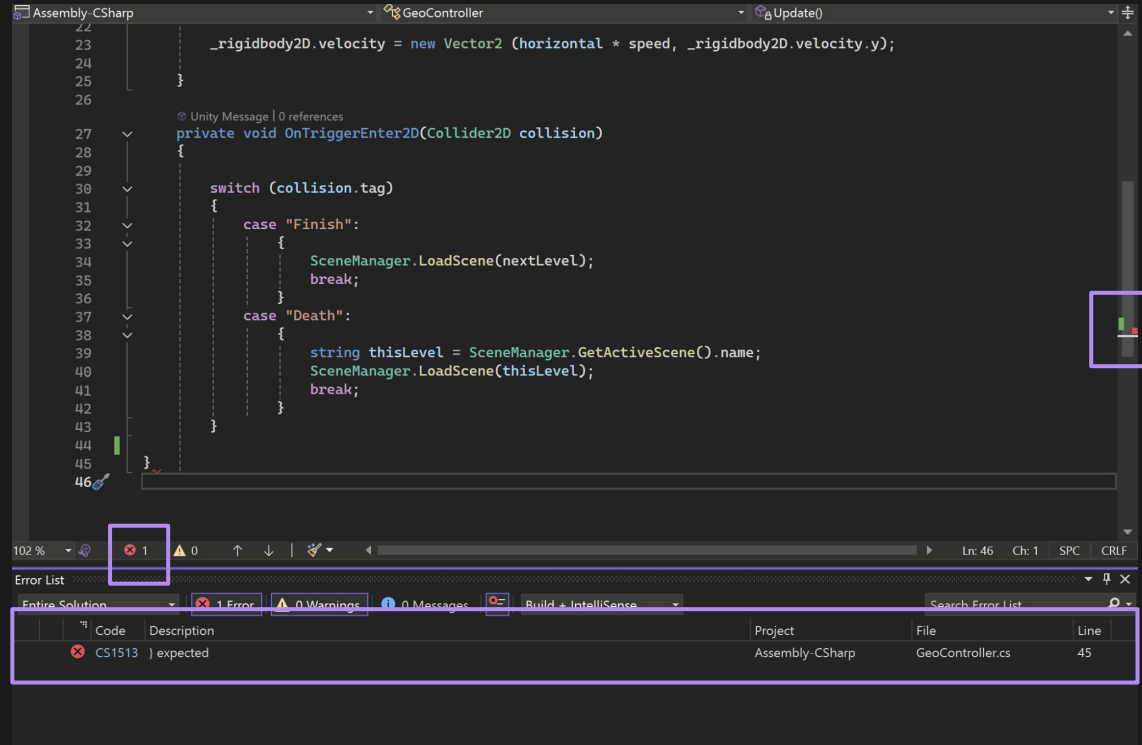 Assembly-CSharp GeoController Update()
22
23 _rigidbody2D.velocity = new Vector2 (horizontal * speed, _rigidbody2D.velocity.y);
24
25 }
26
Unity Message | 0 references
27 private void OnTriggerEnter2D(Collider2D collision)
28 {
29
30 switch (collision.tag)
31 {
32 case "Finish":
33 {
34 SceneManager.LoadScene(nextLevel);
35 break;
36 }
37 case "Death":
38 {
39 string thisLevel = SceneManager.GetActiveScene().name;
40 SceneManager.LoadScene(thisLevel);
41 break;
42 }
43 }
44
45 }
46
102 % 1 0 Ln: 46 Ch: 1 SPC CRLF
Error List
Entire Solution 1 Error 0 Warnings 0 Messages Build + IntelliSense Search Error List
Code Description Project File Line
CS1513 } expected Assembly-CSharp GeoController.cs 45